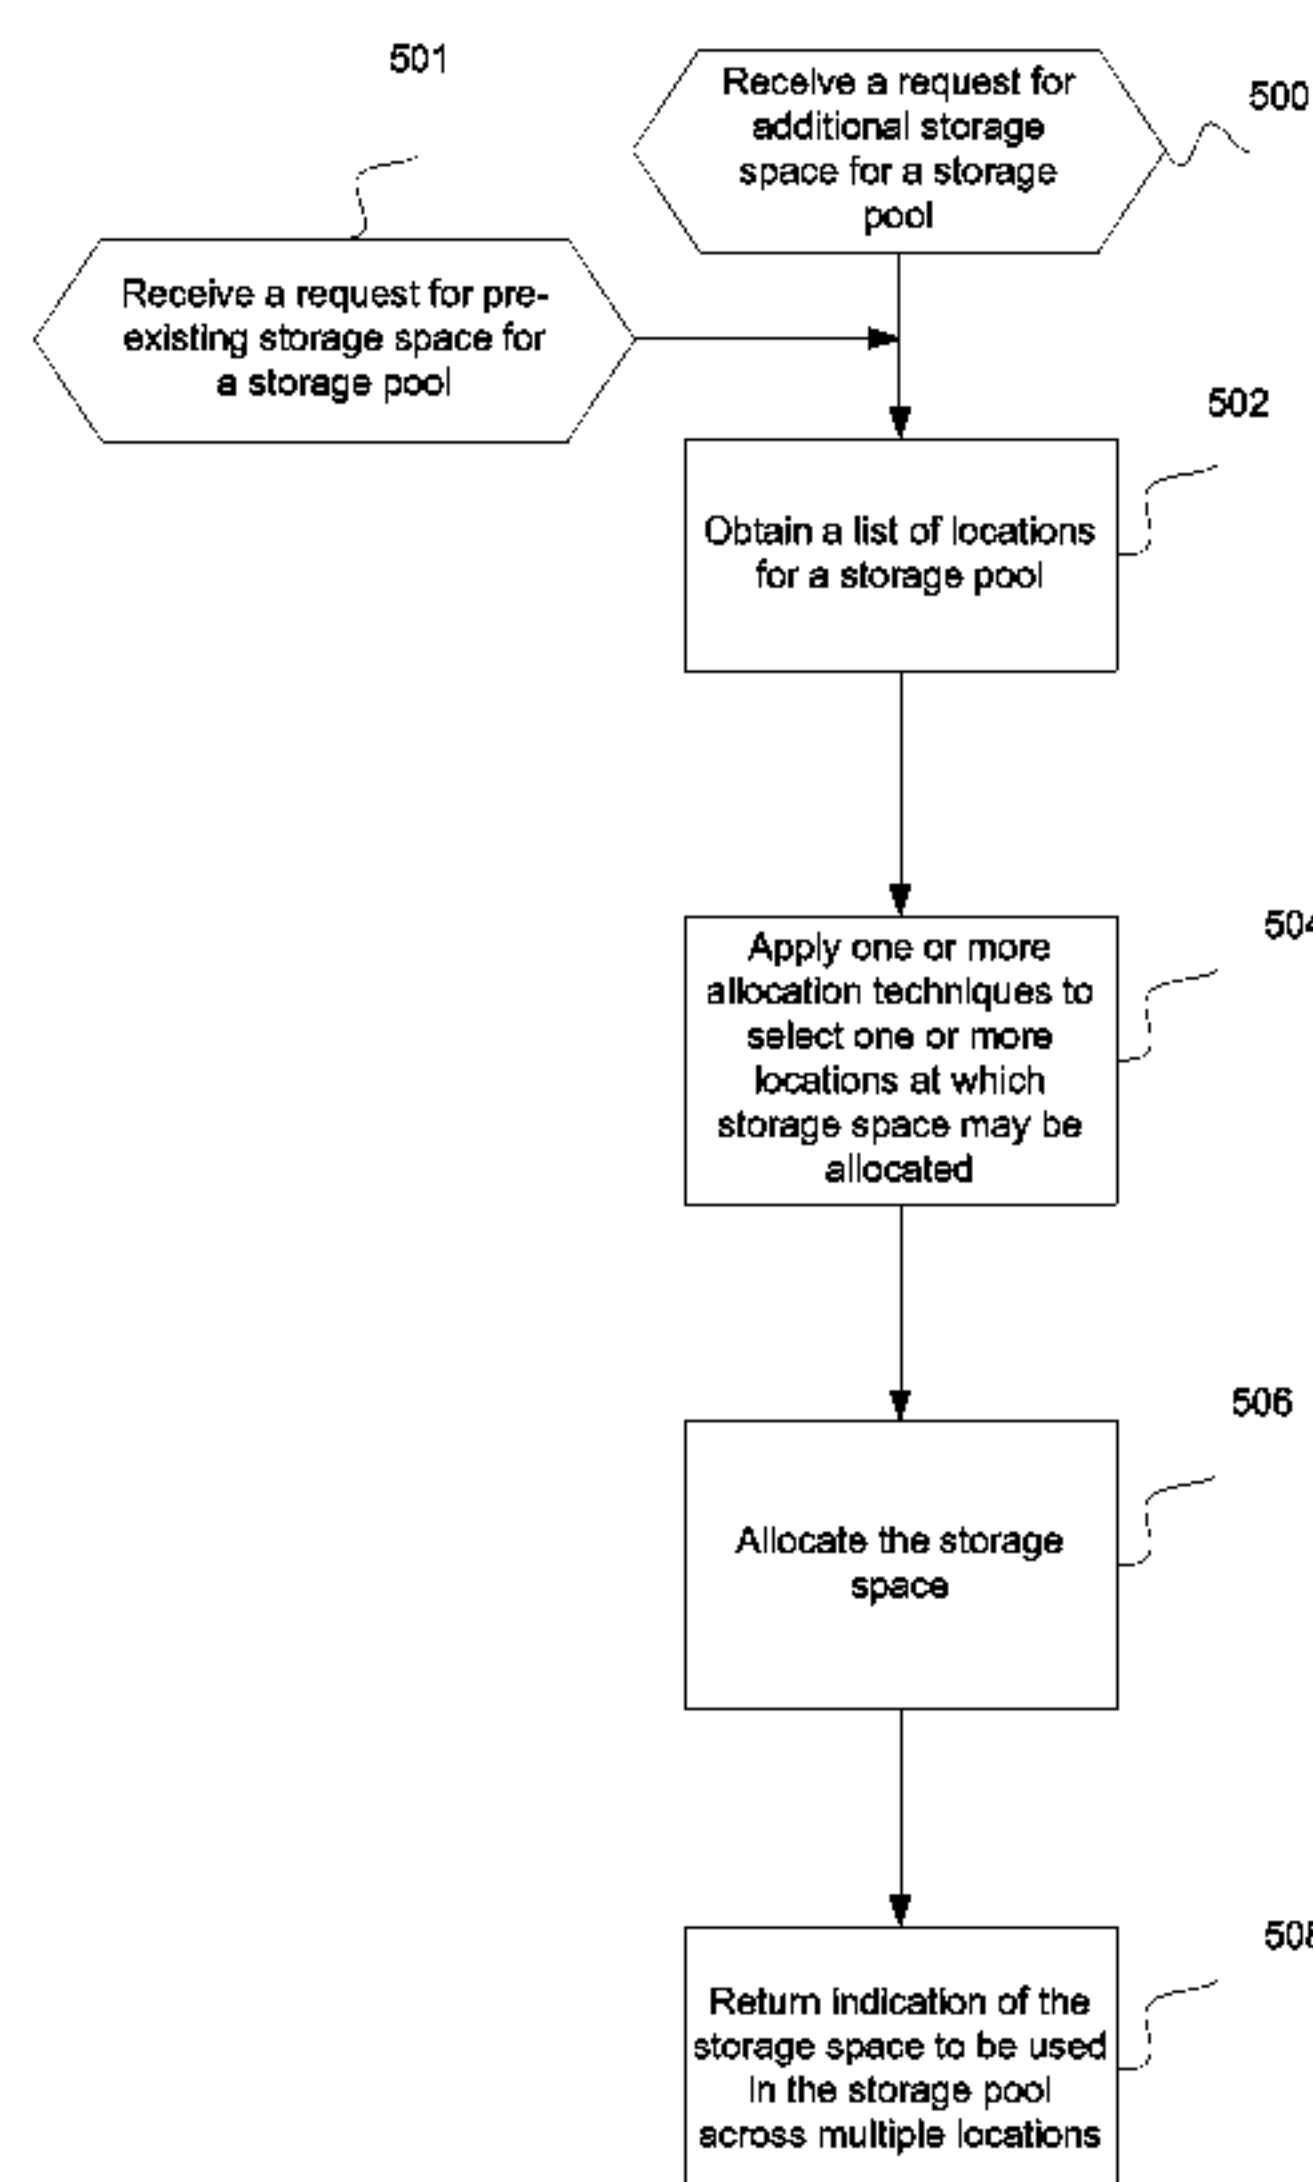 501
Receive a request for
additional storage
space for a storage
pool
500
Receive a request for pre-
existing storage space for
a storage pool
502
Obtain a list of locations
for a storage pool
504
Apply one or more
allocation techniques to
select one or more
locations at which
storage space may be
allocated
506
Allocate the storage
space
508
Return indication of the
storage space to be used
in the storage pool
across multiple locations